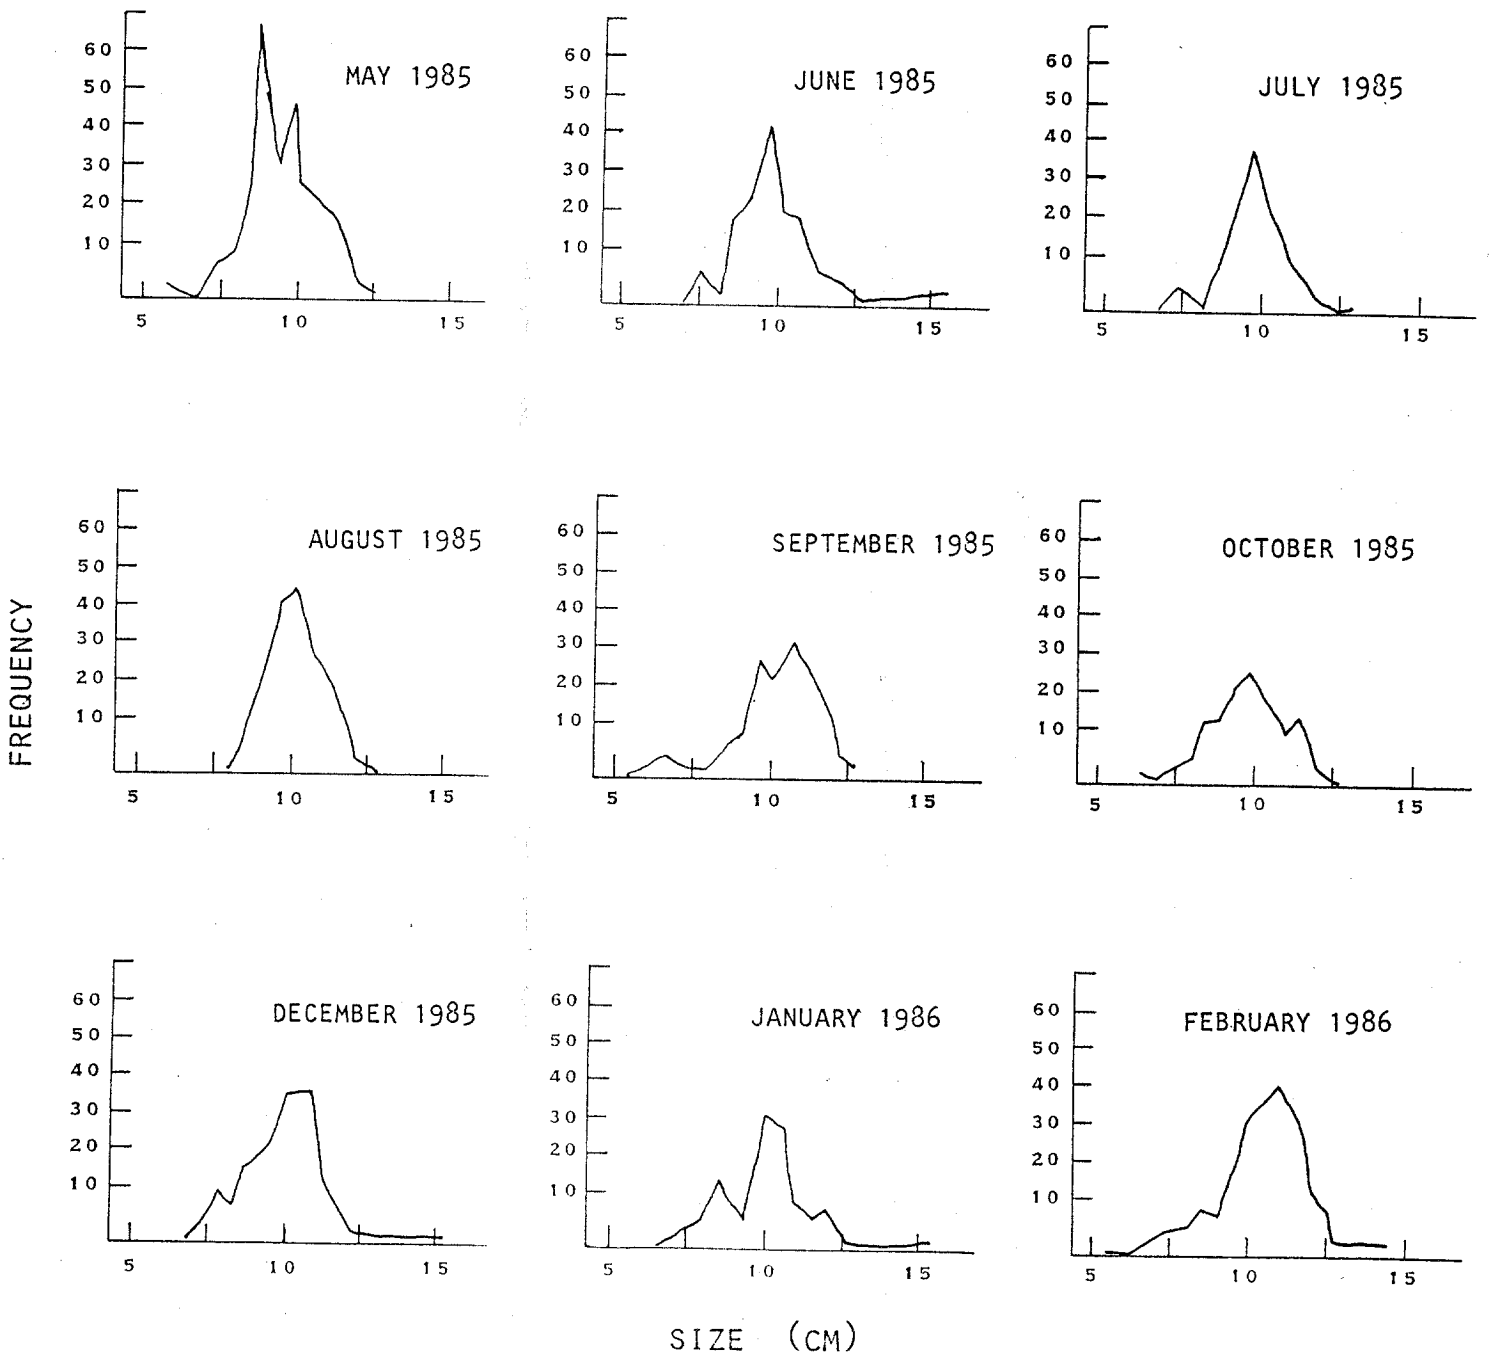 MAY 1985
60
50
40
30
20
10
5 10 15
JUNE 1985
60
50
40
30
20
10
5 10 15
JULY 1985
60
50
40
30
20
10
5 10 15
FREQUENCY
AUGUST 1985
60
50
40
30
20
10
5 10 15
SEPTEMBER 1985
60
50
40
30
20
10
5 10 15
OCTOBER 1985
60
50
40
30
20
10
5 10 15
DECEMBER 1985
60
50
40
30
20
10
5 10 15
JANUARY 1986
60
50
40
30
20
10
5 10 15
FEBRUARY 1986
60
50
40
30
20
10
5 10 15
SIZE (CM)